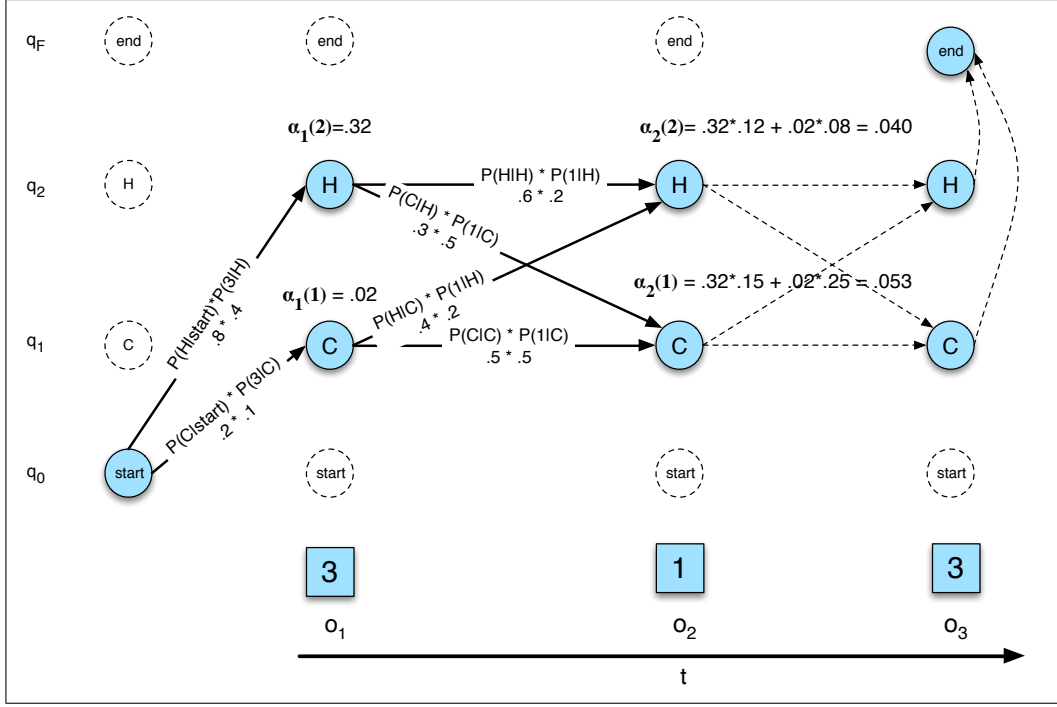 qF
end
end
end
end
α1(2)=.32
α2(2)= .32*.12 + .02*.08 = .040
q2
H
H
P(H|H) * P(1|H)
.6 * .2
H
H
P(C|H) * P(1|C)
.3 * .5
P(H|start)*P(3|H)
.8 * .4
α1(1) = .02
P(H|C) * P(1|H)
.4 * .2
α2(1) = .32*.15 + .02*.25 = .053
q1
C
C
P(C|C) * P(1|C)
.5 * .5
C
C
P(C|start) * P(3|C)
.2 * .1
q0
start
start
start
start
3
1
3
o1
o2
o3
t